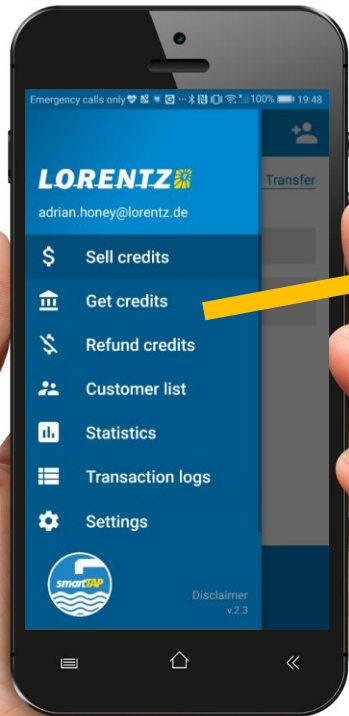 Emergency calls only 100% 19:48
LORENTZ
adrian.honey@lorentz.de
Transfer
Sell credits
Get credits
Refund credits
Customer list
Statistics
Transaction logs
Settings
smartTAP
Disclaimer
v.2.3